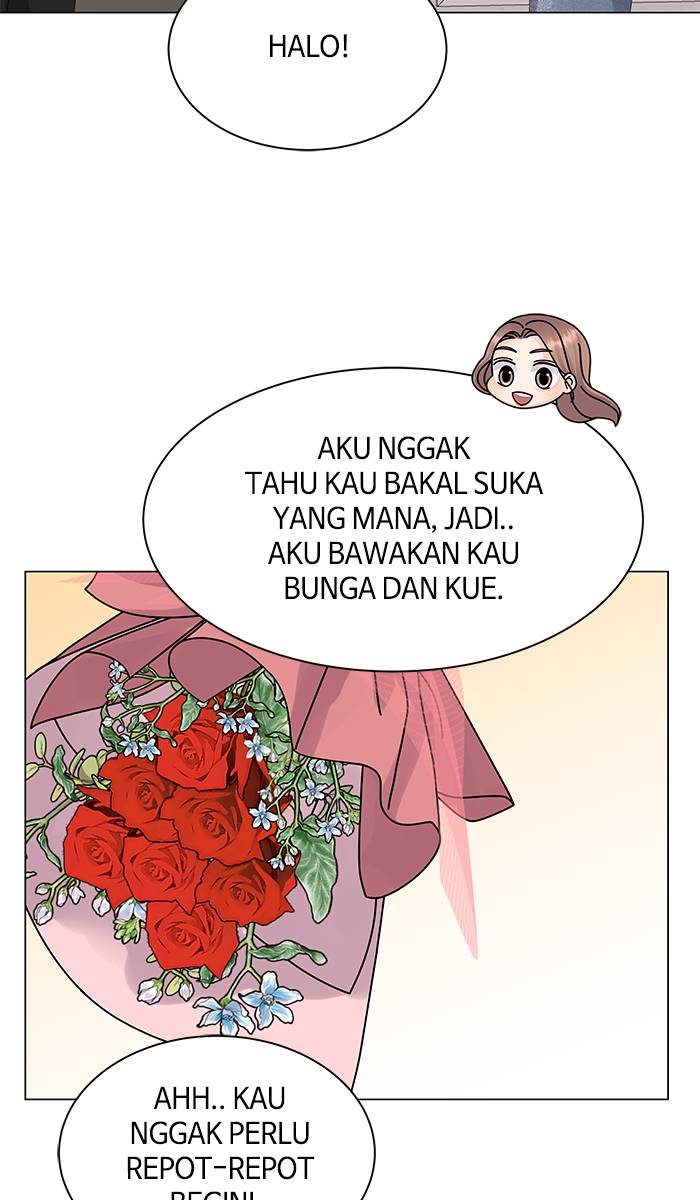 HALO!
AKU NGGAK
TAHU KAU BAKAL SUKA
YANG MANA, JADI..
AKU BAWAKAN KAU
BUNGA DAN KUE.
AHH.. KAU
NGGAK PERLU
REPOT-REPOT
BEGINI